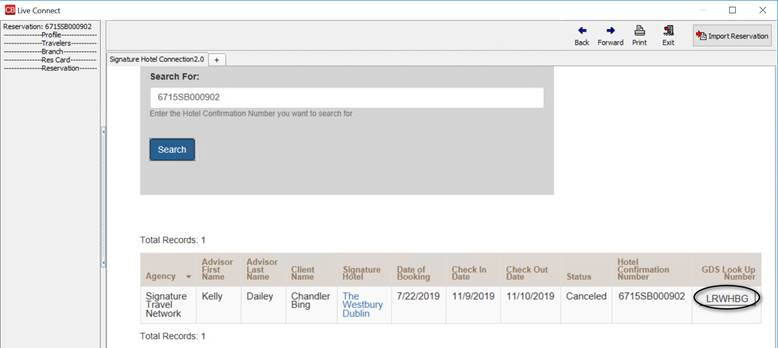 CB Live Connect
Reservation: 6715SB000902
---------------Profile---------------
--------------Travelers--------------
---------------Branch---------------
--------------Res Card--------------
-------------Reservation-------------
Back Forward Print Exit Import Reservation
Signature Hotel Connection2.0 +
Search For:
6715SB000902
Enter the Hotel Confirmation Number you want to search for
Search
Total Records: 1
Agency Advisor First Name Advisor Last Name Client Name Signature Hotel Date of Booking Check In Date Check Out Date Status Hotel Confirmation Number GDS Look Up Number
Signature Travel Network Kelly Dailey Chandler Bing The Westbury Dublin 7/22/2019 11/9/2019 11/10/2019 Canceled 6715SB000902 LRWHBG
Total Records: 1